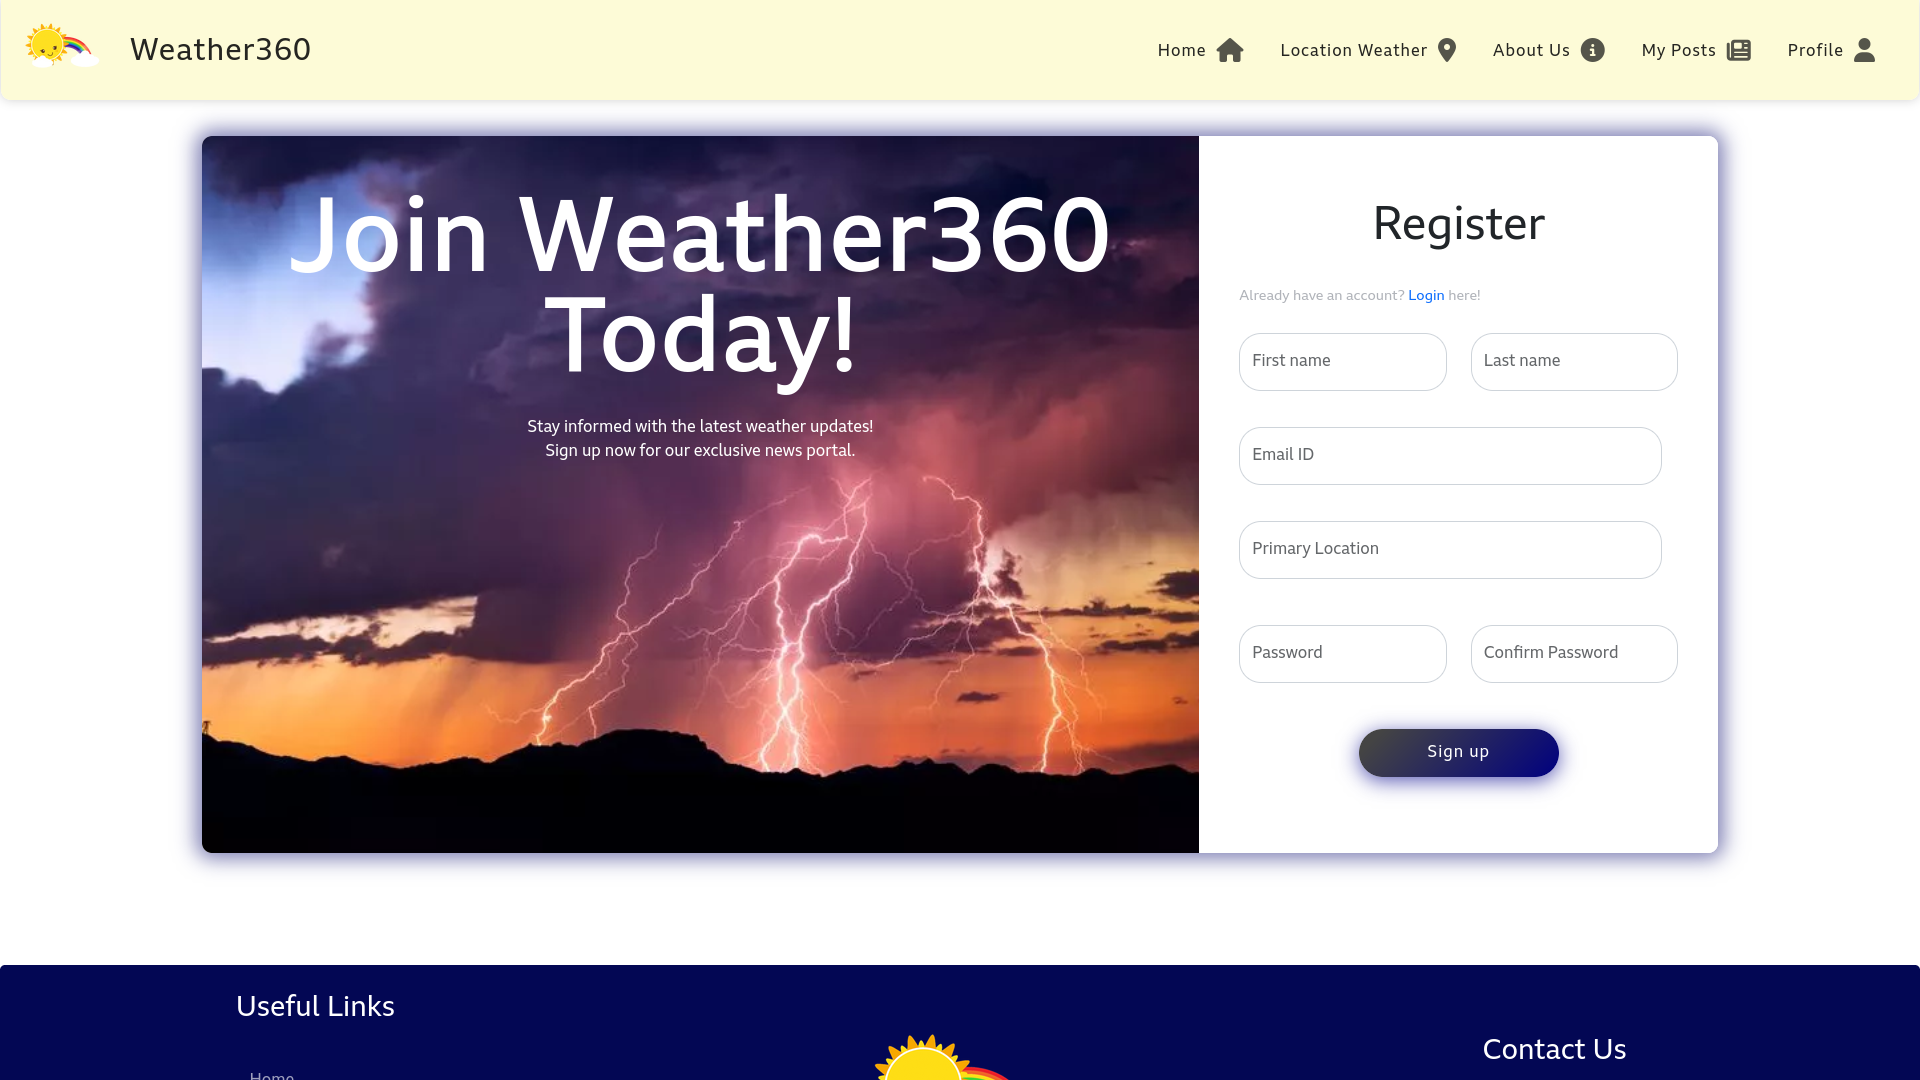 Weather360
Home
Location Weather
About Us
My Posts
Profile
Join Weather360
Today!
Stay informed with the latest weather updates!
Sign up now for our exclusive news portal.
Register
Already have an account? Login here!
First name
Last name
Email ID
Primary Location
Password
Confirm Password
Sign up
Useful Links
Home
Contact Us